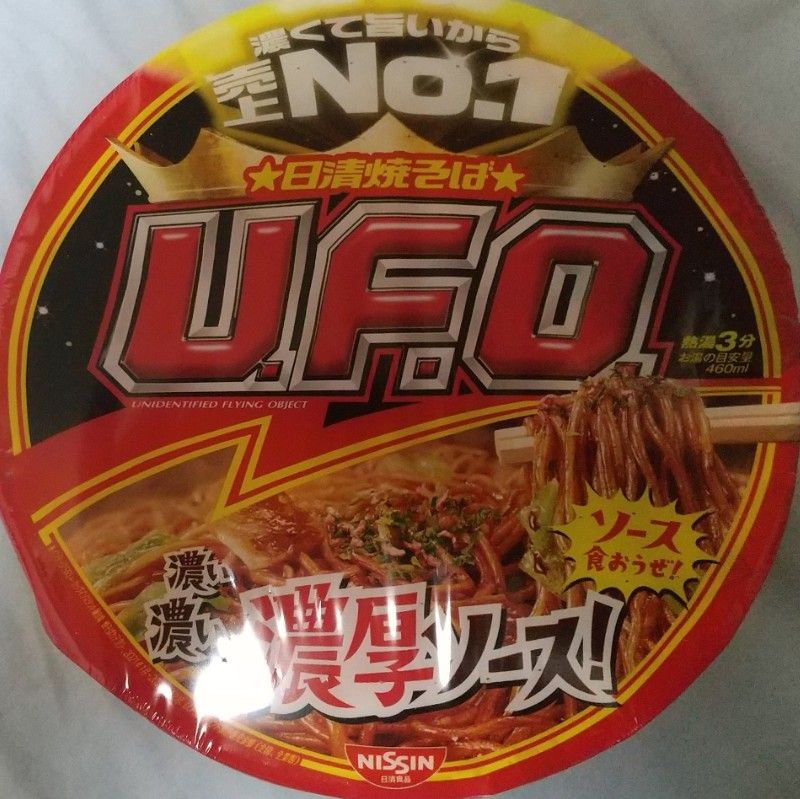 濃くて旨いから
売上No.1
★日清焼そば★
U.F.O.
UNIDENTIFIED FLYING OBJECT
熱湯3分
お湯の目安量
460ml
ソース
食おうぜ!
濃い
濃い
濃厚ソース!
NISSIN
日清食品